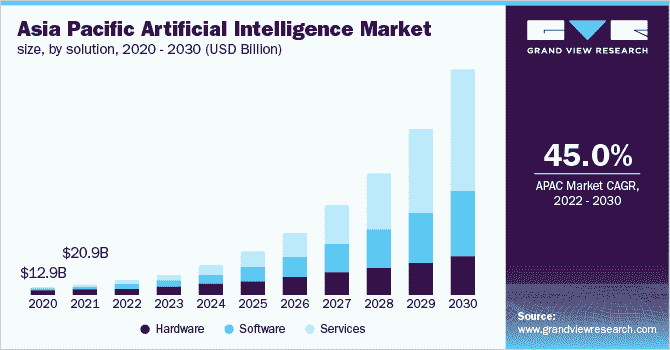 Asia Pacific Artificial Intelligence Market
size, by solution, 2020 - 2030 (USD Billion)
$12.9B
$20.9B
2020 2021 2022 2023 2024 2025 2026 2027 2028 2029 2030
Hardware Software Services
GRAND VIEW RESEARCH
45.0%
APAC Market CAGR,
2022 - 2030
Source:
www.grandviewresearch.com